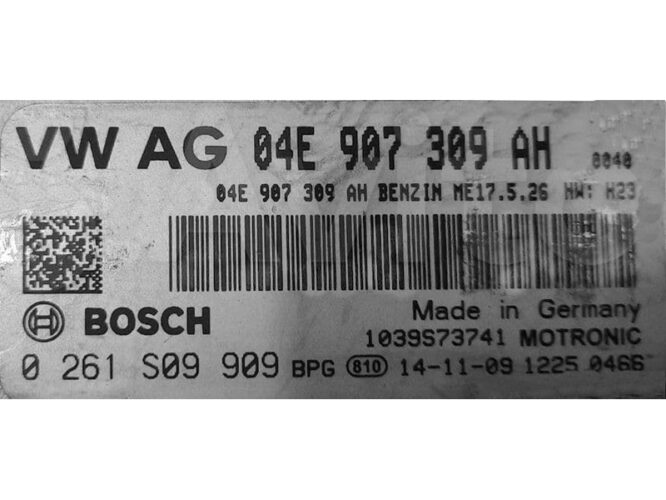 VW AG 04E 907 309 AH 0040
04E 907 309 AH BENZIN ME17.5.26 HW: H23
BOSCH
Made in Germany
1039S73741 MOTRONIC
0 261 S09 909 BPG 810 14-11-09 1225 0466